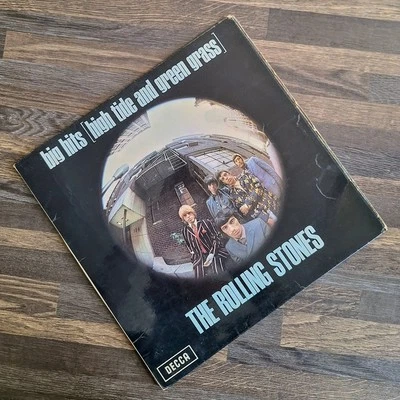 big hits [high tide and green grass]
THE ROLLING STONES
DECCA